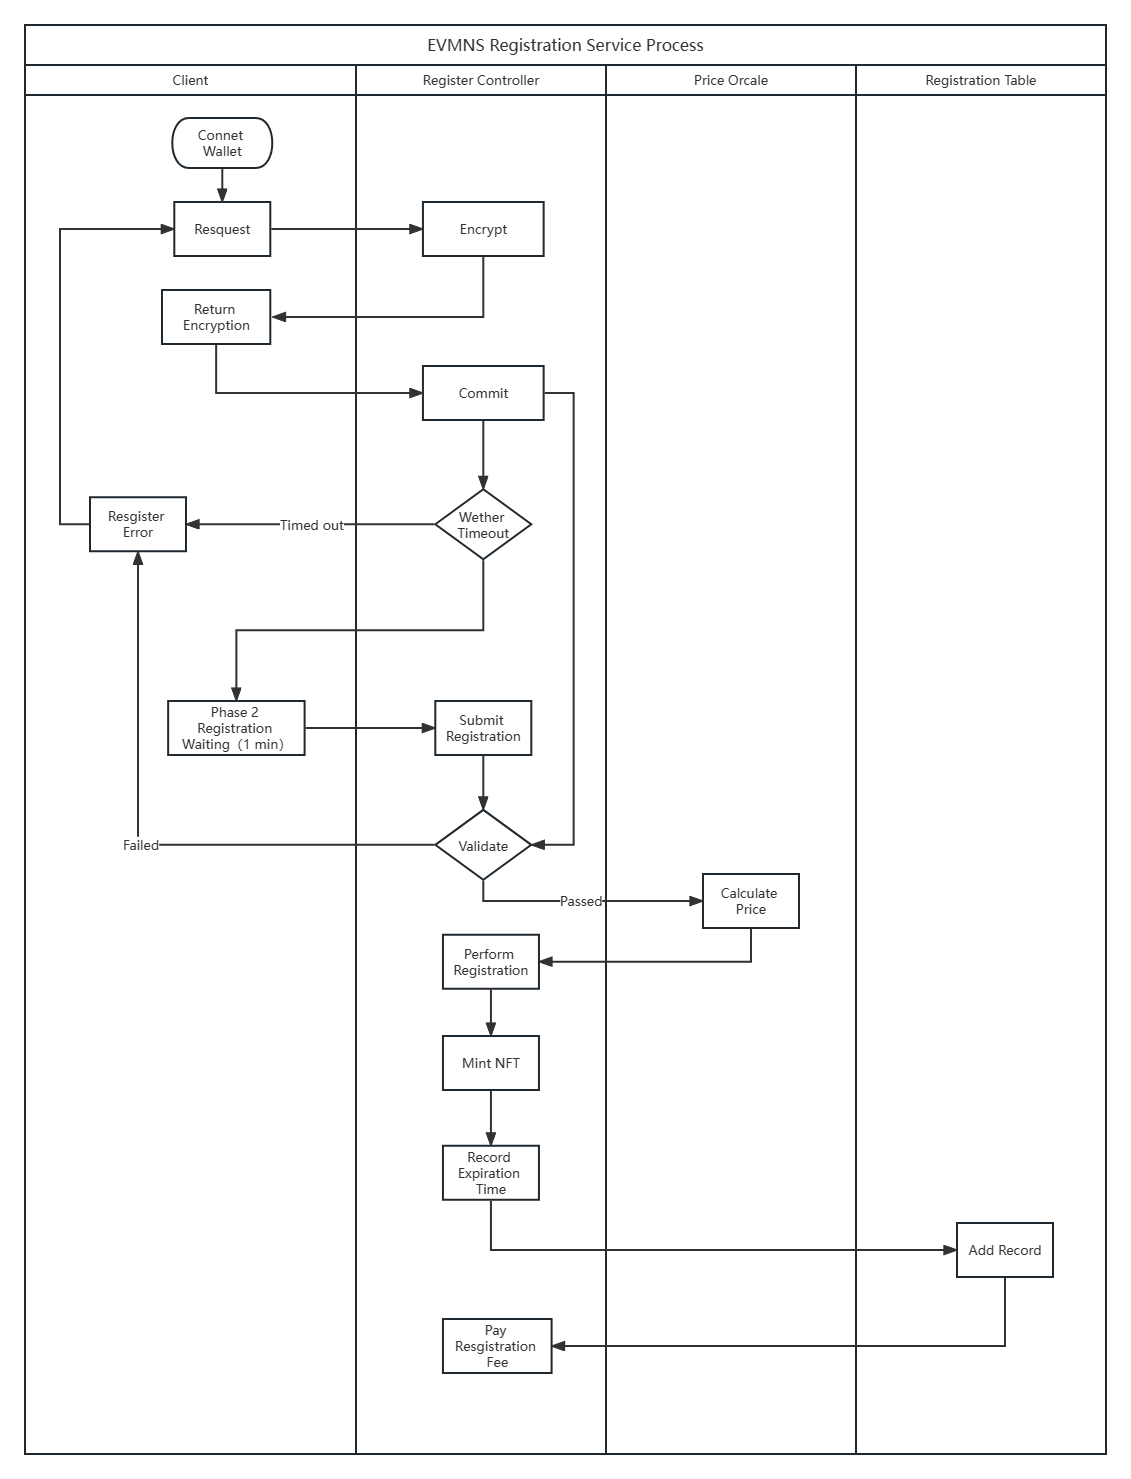 EVMNS Registration Service Process
Client
Register Controller
Price Orcale
Registration Table
Connet
Wallet
Resquest
Encrypt
Return
Encryption
Commit
Resgister
Error
Timed out
Wether
Timeout
Phase 2
Registration
Waiting（1 min）
Submit
Registration
Failed
Validate
Passed
Calculate
Price
Perform
Registration
Mint NFT
Record
Expiration
Time
Add Record
Pay
Resgistration
Fee